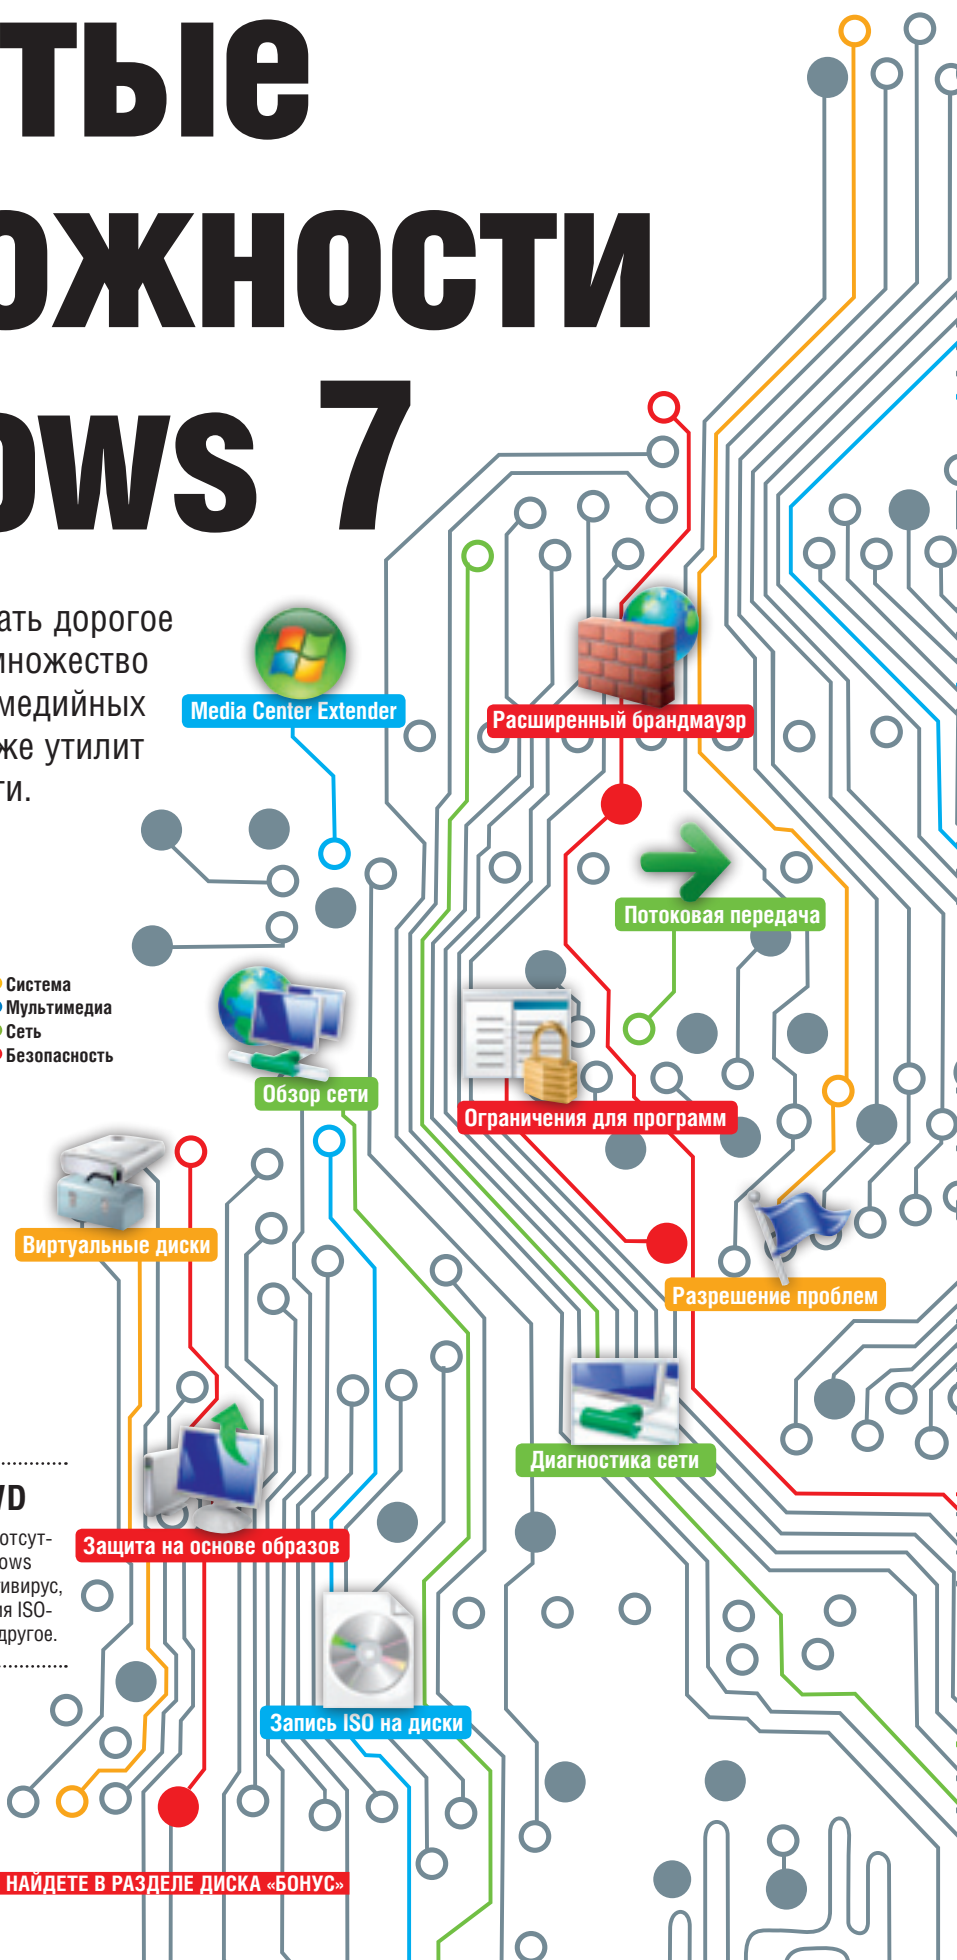 тые
ожности
ows 7
ать дорогое
множество
медийных
же утилит
ти.
Media Center Extender
Расширенный брандмауэр
Потоковая передача
Система
Мультимедиа
Сеть
Безопасность
Обзор сети
Ограничения для программ
Виртуальные диски
Разрешение проблем
Диагностика сети
VD
отсут-
ows
тивирус,
ия ISO-
другое.
Защита на основе образов
Запись ISO на диски
НАЙДЕТЕ В РАЗДЕЛЕ ДИСКА «БОНУС»